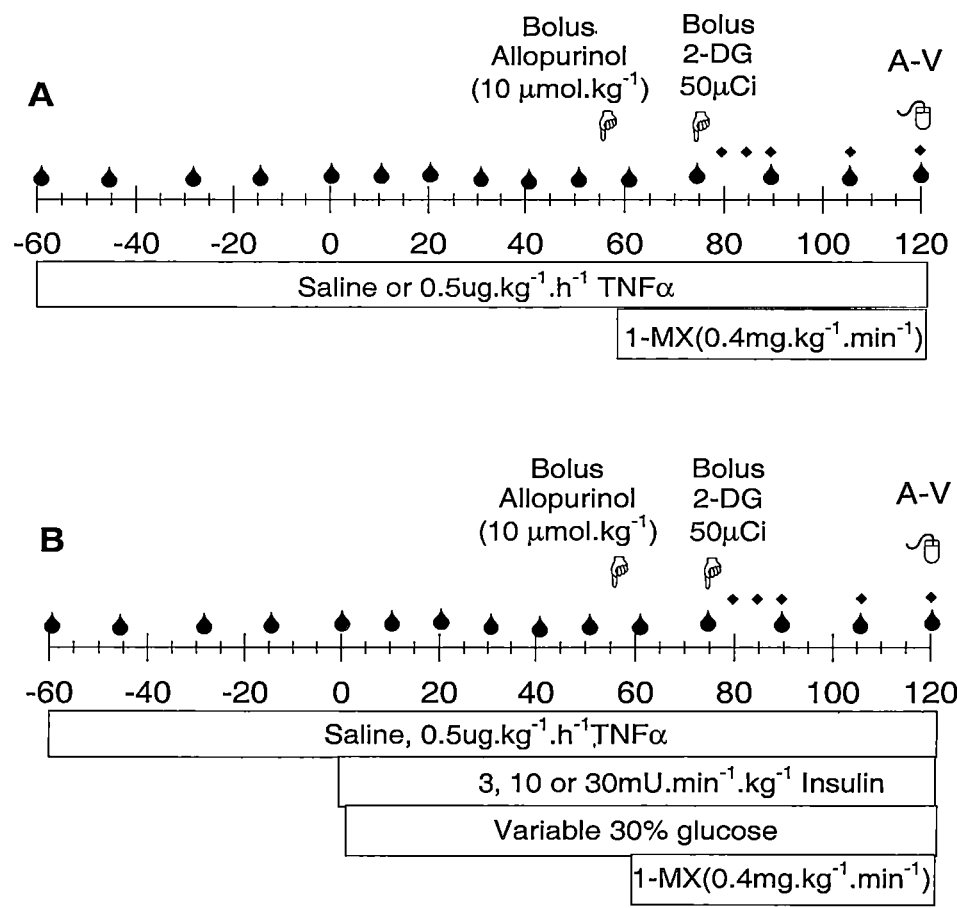 Bolus
Allopurinol
(10 µmol.kg⁻¹)
Bolus
2-DG
50µCi
A-V
A
-60 -40 -20 0 20 40 60 80 100 120
Saline or 0.5ug.kg⁻¹.h⁻¹ TNFα
1-MX(0.4mg.kg⁻¹.min⁻¹)
Bolus
Allopurinol
(10 µmol.kg⁻¹)
Bolus
2-DG
50µCi
A-V
B
-60 -40 -20 0 20 40 60 80 100 120
Saline, 0.5ug.kg⁻¹.h⁻¹,TNFα
3, 10 or 30mU.min⁻¹.kg⁻¹ Insulin
Variable 30% glucose
1-MX(0.4mg.kg⁻¹.min⁻¹)